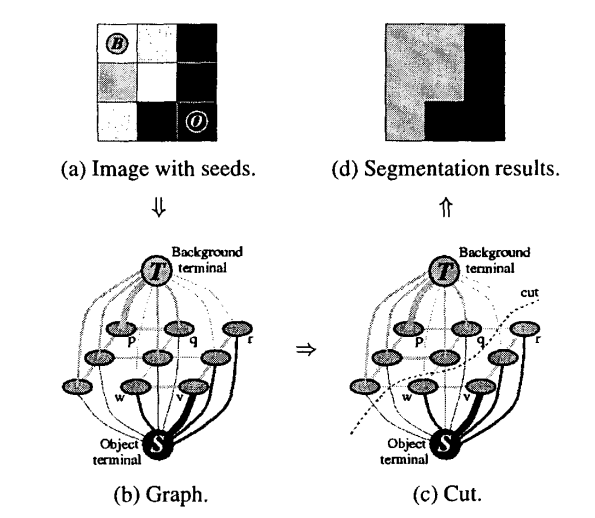 B
O
(a) Image with seeds.
(d) Segmentation results.
⇓
⇑
Background
terminal
T
p
q
r
w
v
Object
terminal
S
(b) Graph.
⇒
Background
terminal
T
cut
p
q
r
w
v
Object
terminal
S
(c) Cut.